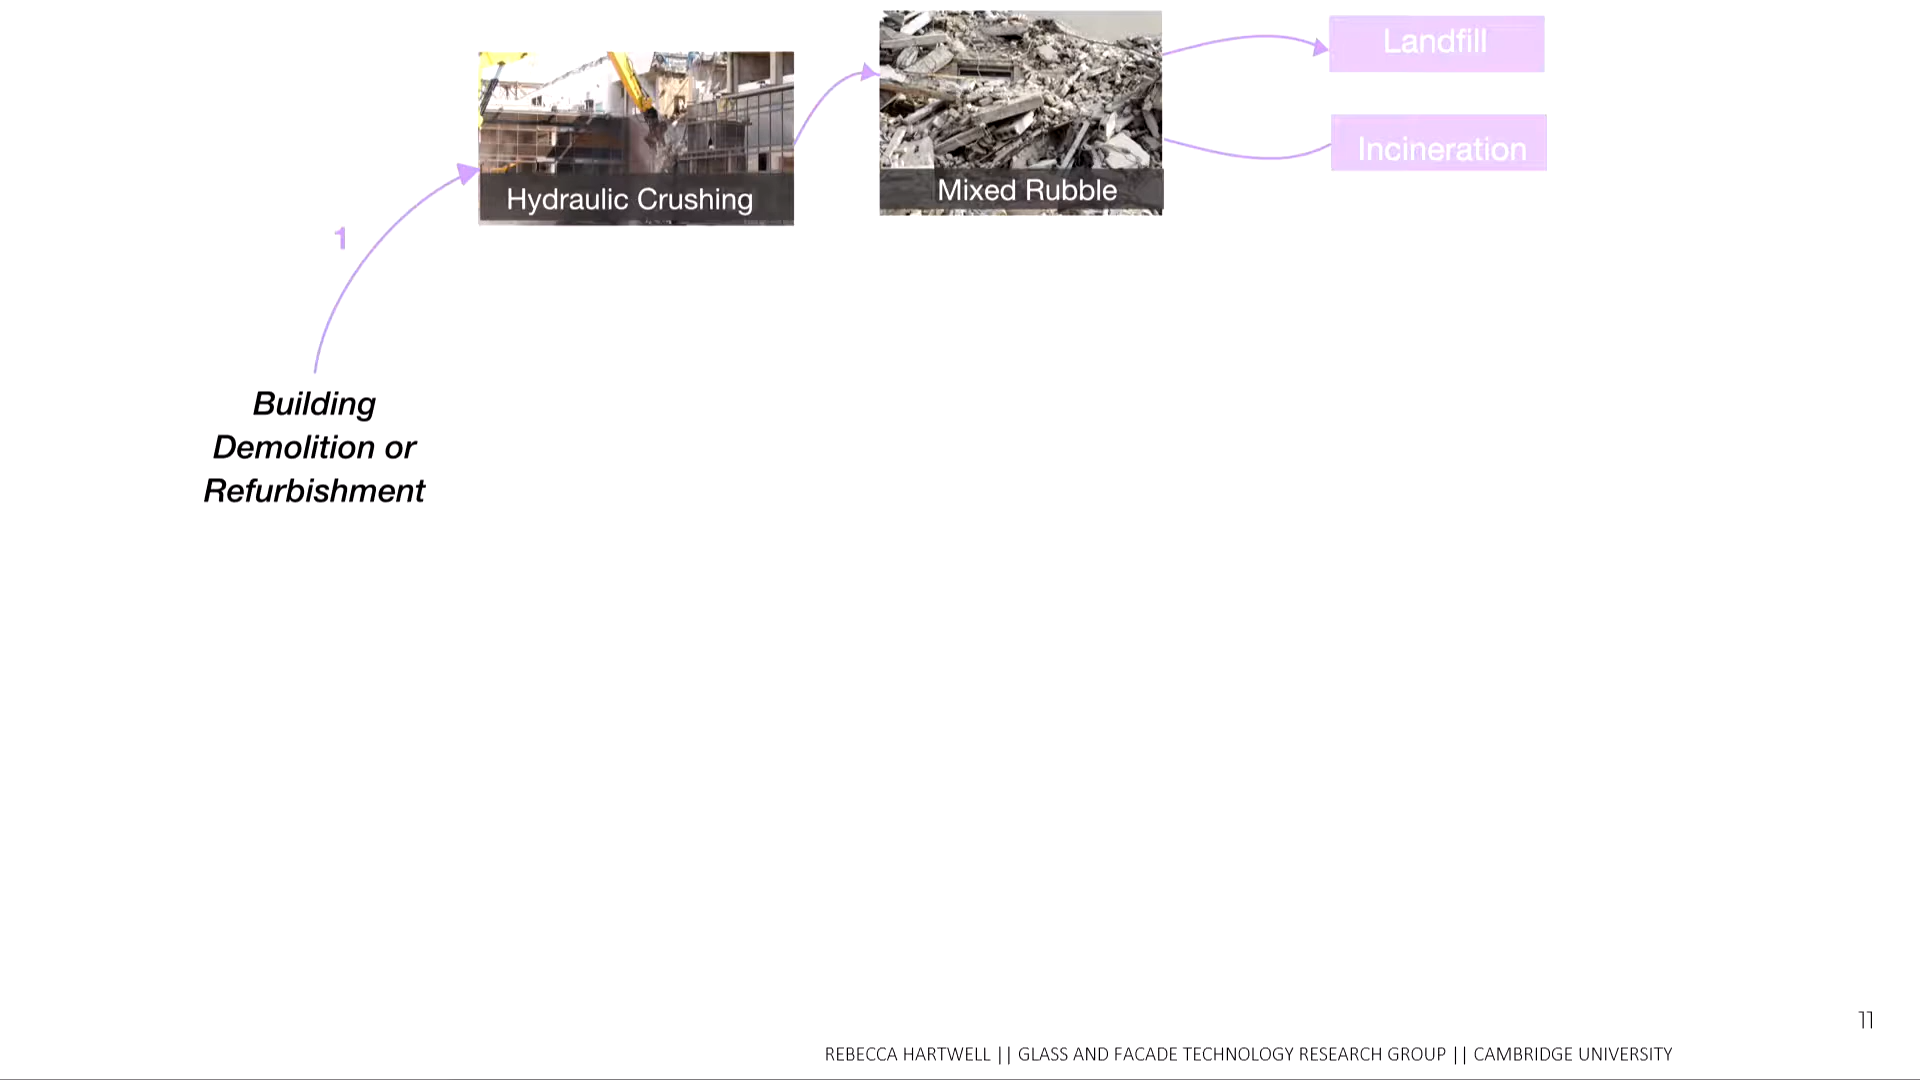 Landfill
Hydraulic Crushing
Mixed Rubble
Incineration
1
Building
Demolition or
Refurbishment
11
REBECCA HARTWELL || GLASS AND FACADE TECHNOLOGY RESEARCH GROUP || CAMBRIDGE UNIVERSITY